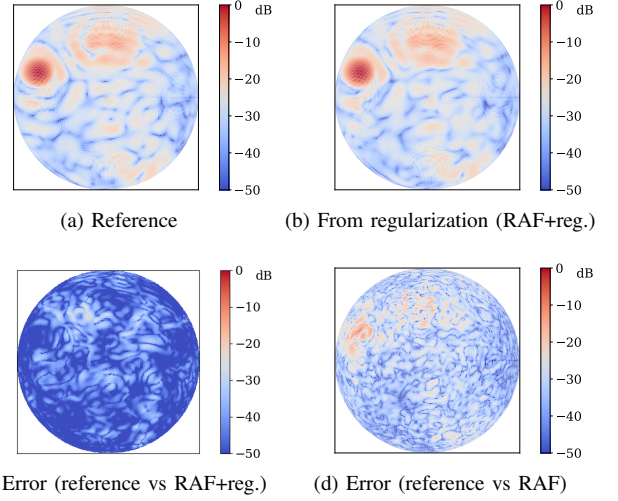 0 dB 0 dB
−10 −10
−20 −20
−30 −30
−40 −40
−50 −50
(a) Reference (b) From regularization (RAF+reg.)
0 dB 0 dB
−10 −10
−20 −20
−30 −30
−40 −40
−50 −50
Error (reference vs RAF+reg.) (d) Error (reference vs RAF)